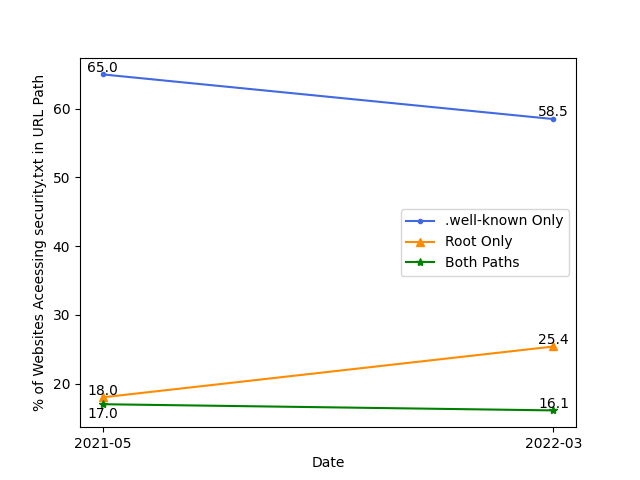 % of Websites Aceessing security.txt in URL Path
60
50
40
30
20
65.0
58.5
.well-known Only
Root Only
Both Paths
25.4
18.0
17.0
16.1
2021-05
2022-03
Date